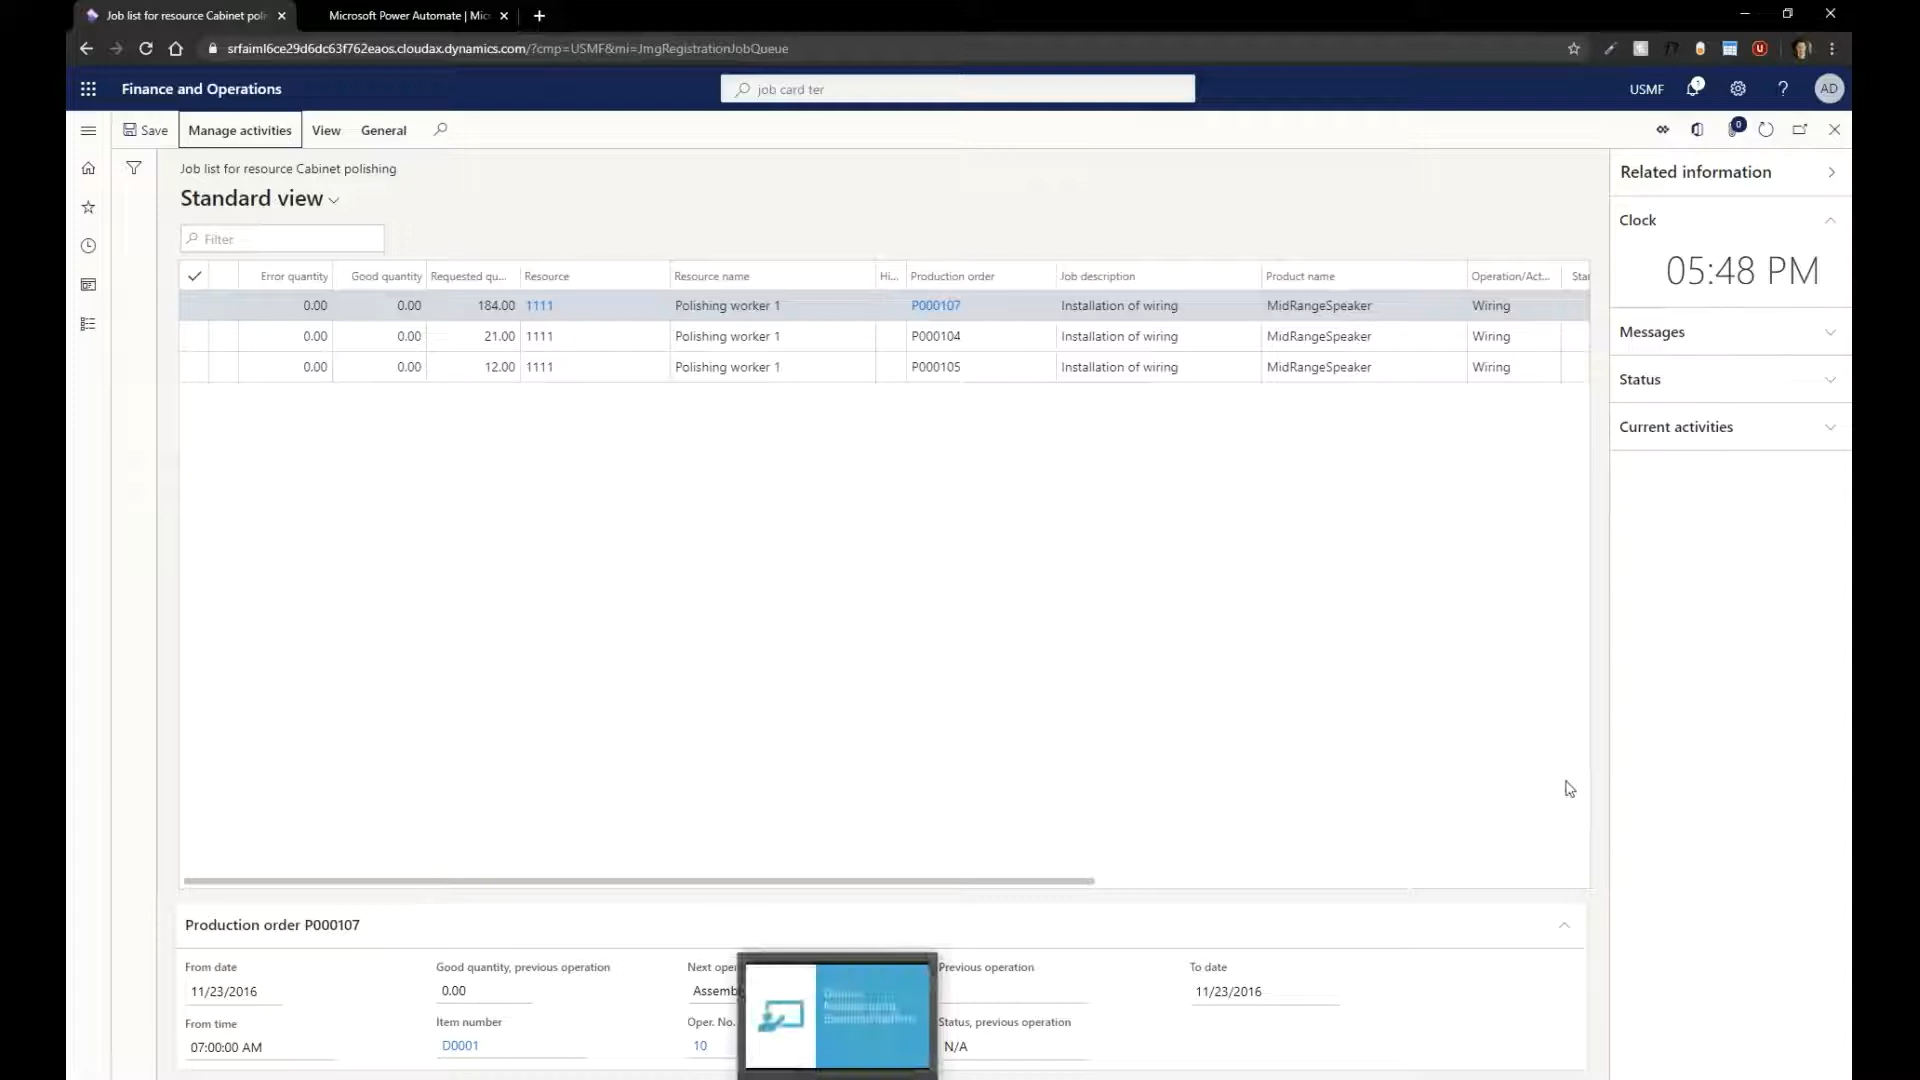 Job list for resource Cabinet poli
Microsoft Power Automate | Mic
srfaiml6ce29d6dc63f762eaos.cloudax.dynamics.com/?cmp=USMF&mi=JmgRegistrationJobQueue
Finance and Operations
job card ter
USMF
1
?
AD
Save
Manage activities
View
General
0
Job list for resource Cabinet polishing
Standard view
Filter
Error quantity Good quantity Requested qu... Resource Resource name Hi... Production order Job description Product name Operation/Act... Star
0.00 0.00 184.00 1111 Polishing worker 1 P000107 Installation of wiring MidRangeSpeaker Wiring
0.00 0.00 21.00 1111 Polishing worker 1 P000104 Installation of wiring MidRangeSpeaker Wiring
0.00 0.00 12.00 1111 Polishing worker 1 P000105 Installation of wiring MidRangeSpeaker Wiring
Related information
Clock
05:48 PM
Messages
Status
Current activities
Production order P000107
From date
11/23/2016
From time
07:00:00 AM
Good quantity, previous operation
0.00
Item number
D0001
Next oper
Assemb
Oper. No.
10
Previous operation
Status, previous operation
N/A
To date
11/23/2016